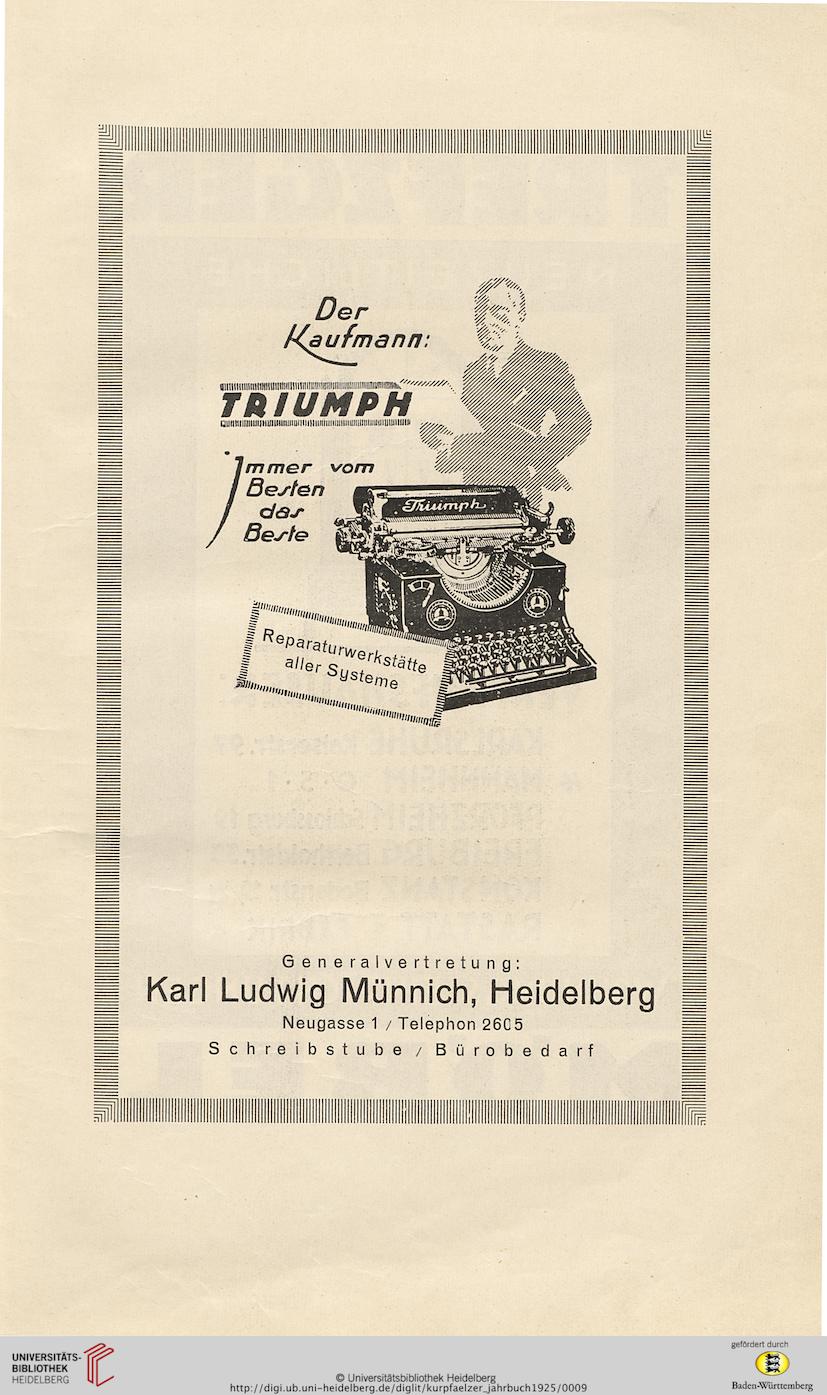 Der
Kaufmann:
TRIUMPH
Immer vom
Besten
das
Beste
Triumph
Reparaturwerkstätte
aller Systeme
Generalvertretung:
Karl Ludwig Münnich, Heidelberg
Neugasse 1 / Telephon 2605
Schreibstube / Bürobedarf
UNIVERSITÄTS-
BIBLIOTHEK
HEIDELBERG
© Universitätsbibliothek Heidelberg
http://digi.ub.uni-heidelberg.de/diglit/kurpfaelzer_jahrbuch1925/0009
gefördert durch
Baden-Württemberg